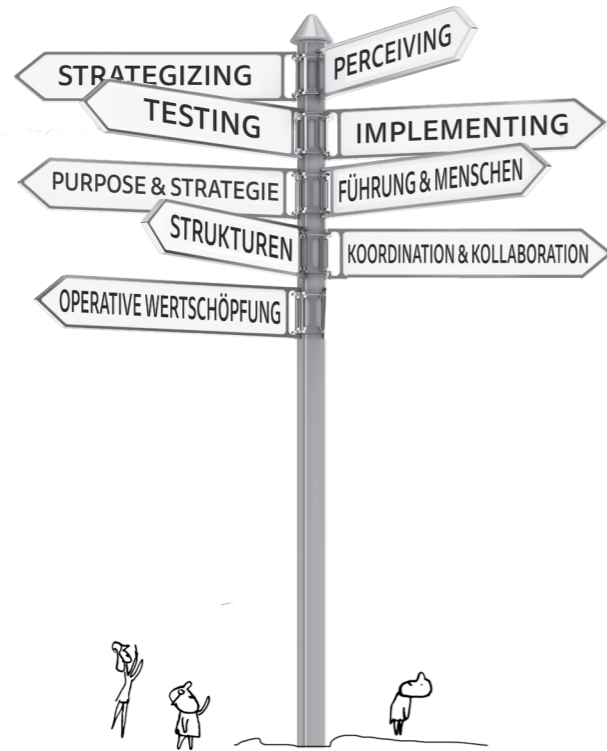 STRATEGIZING
PERCEIVING
TESTING
IMPLEMENTING
PURPOSE & STRATEGIE
FÜHRUNG & MENSCHEN
STRUKTUREN
KOORDINATION & KOLLABORATION
OPERATIVE WERTSCHÖPFUNG